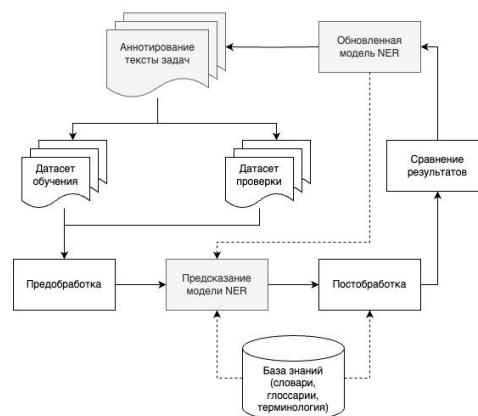 Аннотирование
тексты задач
Обновленная
модель NER
Датасет
обучения
Датасет
проверки
Сравнение
результатов
Предобработка
Предсказание
модели NER
Постобработка
База знаний
(словари,
глоссарии,
терминология)